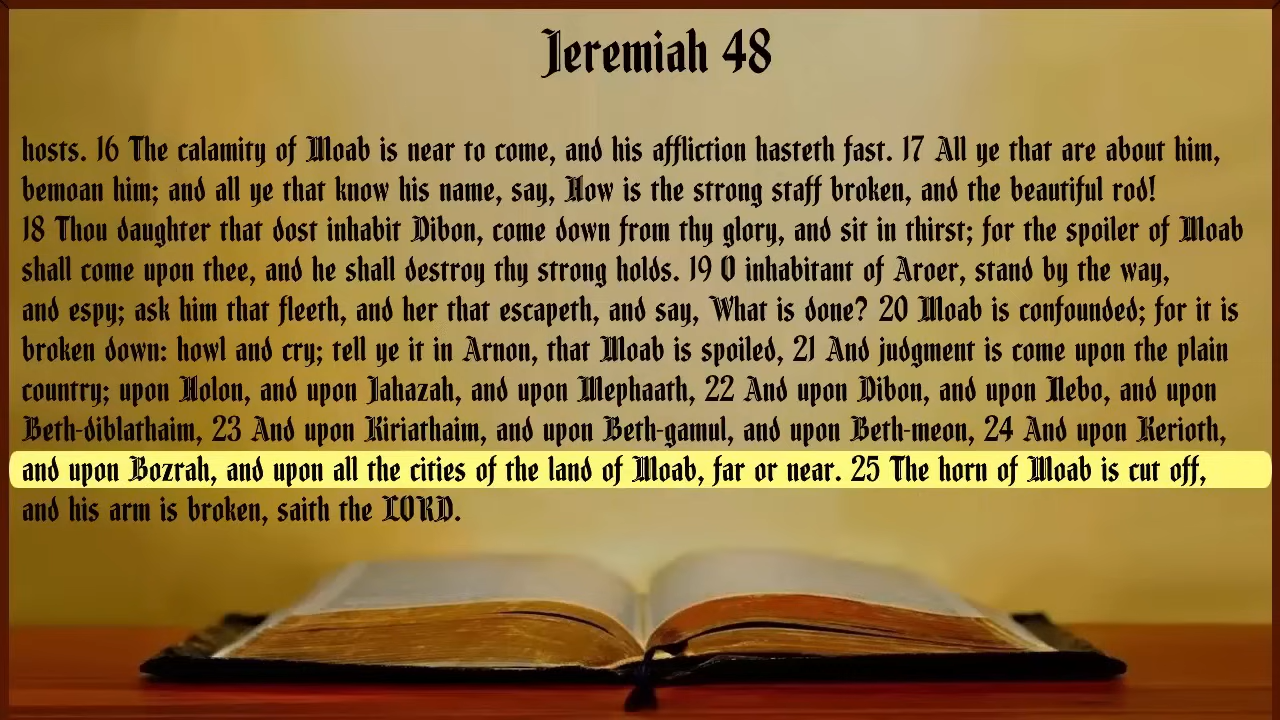 Jeremiah 48
hosts. 16 The calamity of Moab is near to come, and his affliction hasteth fast. 17 All ye that are about him,
bemoan him; and all ye that know his name, say, How is the strong staff broken, and the beautiful rod!
18 Thou daughter that dost inhabit Dibon, come down from thy glory, and sit in thirst; for the spoiler of Moab
shall come upon thee, and he shall destroy thy strong holds. 19 O inhabitant of Aroer, stand by the way,
and espy; ask him that fleeth, and her that escapeth, and say, What is done? 20 Moab is confounded; for it is
broken down: howl and cry; tell ye it in Arnon, that Moab is spoiled, 21 And judgment is come upon the plain
country; upon Holon, and upon Jahazah, and upon Mephaath, 22 And upon Dibon, and upon Nebo, and upon
Beth-diblathaim, 23 And upon Kiriathaim, and upon Beth-gamul, and upon Beth-meon, 24 And upon Kerioth,
and upon Bozrah, and upon all the cities of the land of Moab, far or near. 25 The horn of Moab is cut off,
and his arm is broken, saith the LORD.